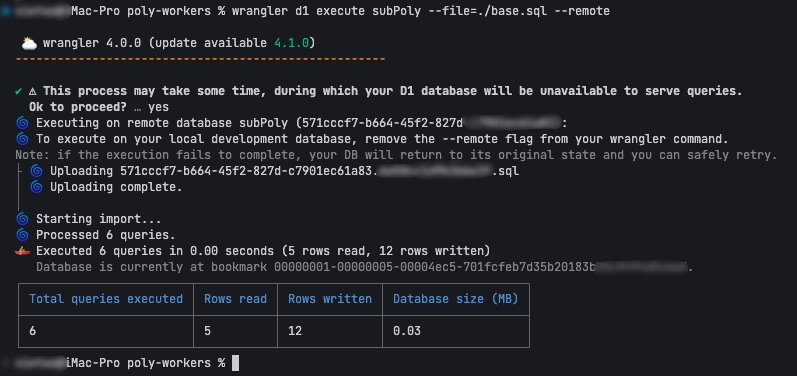 iMac-Pro poly-workers % wrangler d1 execute subPoly --file=./base.sql --remote
⛅️ wrangler 4.0.0 (update available 4.1.0)
-------------------------------------------------------
✔ ⚠️ This process may take some time, during which your D1 database will be unavailable to serve queries.
Ok to proceed? … yes
🌀 Executing on remote database subPoly (571cccf7-b664-45f2-827d :
🌀 To execute on your local development database, remove the --remote flag from your wrangler command.
Note: if the execution fails to complete, your DB will return to its original state and you can safely retry.
├ 🌀 Uploading 571cccf7-b664-45f2-827d-c7901ec61a83. .sql
│ 🌀 Uploading complete.
│
🌀 Starting import...
🌀 Processed 6 queries.
🚣 Executed 6 queries in 0.00 seconds (5 rows read, 12 rows written)
Database is currently at bookmark 00000001-00000005-00004ec5-701fcfeb7d35b20183b .
Total queries executed Rows read Rows written Database size (MB)
6 5 12 0.03
iMac-Pro poly-workers %